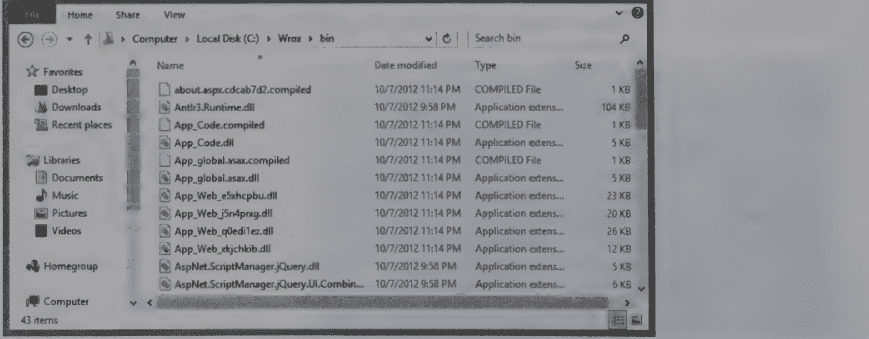 File Home Share View
Computer Local Disk (C:) Wrox bin Search bin
Name Date modified Type Size
Favorites
Desktop
Downloads
Recent places
Libraries
Documents
Music
Pictures
Videos
Homegroup
Computer
about.aspx.cdcab7d2.compiled 10/7/2012 11:14 PM COMPILED File 1 KB
Antlr3.Runtime.dll 10/7/2012 9:58 PM Application extens... 104 KB
App_Code.compiled 10/7/2012 11:14 PM COMPILED File 1 KB
App_Code.dll 10/7/2012 11:14 PM Application extens... 5 KB
App_global.asax.compiled 10/7/2012 11:14 PM COMPILED File 1 KB
App_global.asax.dll 10/7/2012 11:14 PM Application extens... 5 KB
App_Web_e5xhcpbu.dll 10/7/2012 11:14 PM Application extens... 23 KB
App_Web_j5n4prxg.dll 10/7/2012 11:14 PM Application extens... 20 KB
App_Web_q0edi1ez.dll 10/7/2012 11:14 PM Application extens... 26 KB
App_Web_xkjchkib.dll 10/7/2012 11:14 PM Application extens... 12 KB
AspNet.ScriptManager.jQuery.dll 10/7/2012 9:58 PM Application extens... 5 KB
AspNet.ScriptManager.jQuery.UI.Combin... 10/7/2012 9:58 PM Application extens... 6 KB
43 items